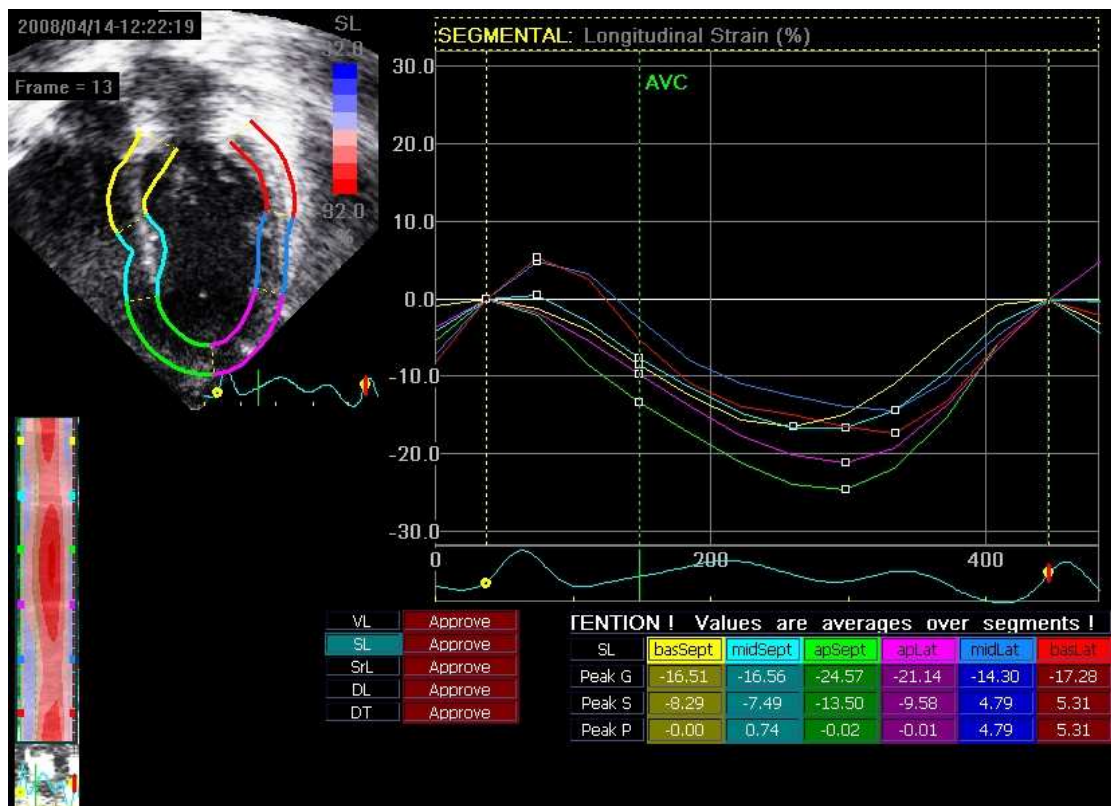 2008/04/14-12:22:19
SL
92.0
Frame = 13
92.0
SEGMENTAL: Longitudinal Strain (%)
30.0
AVC
20.0
10.0
0.0
-10.0
-20.0
-30.0
0 200 400
VL Approve
SL Approve
SrL Approve
DL Approve
DT Approve
TENTION ! Values are averages over segments !
SL basSept midSept apSept apLat midLat basLat
Peak G -16.51 -16.56 -24.57 -21.14 -14.30 -17.28
Peak S -8.29 -7.49 -13.50 -9.58 4.79 5.31
Peak P -0.00 0.74 -0.02 -0.01 4.79 5.31